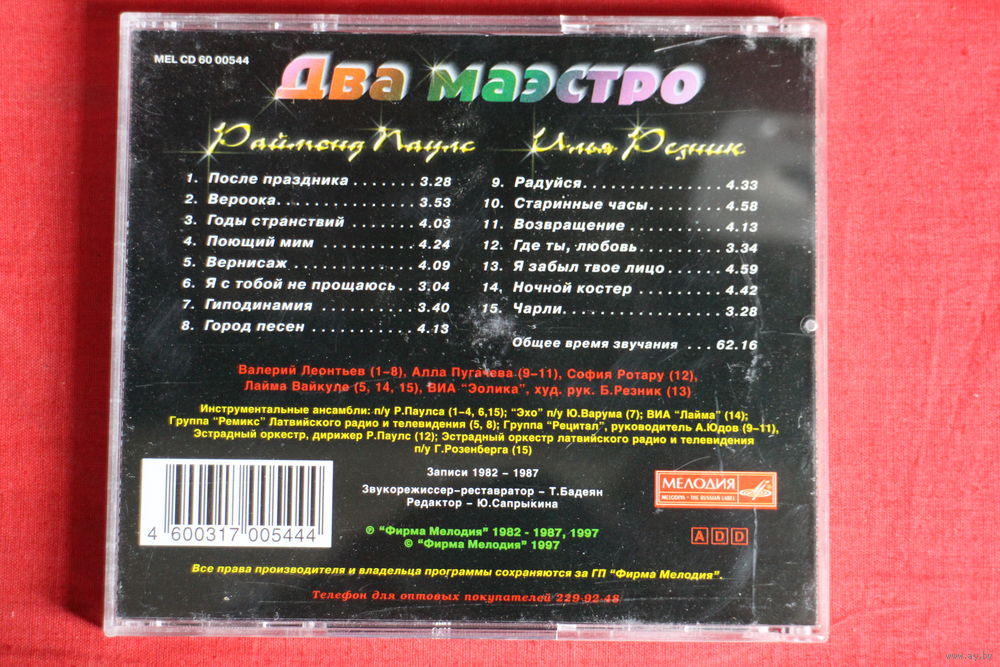 MEL CD 60 00544
Два маэстро
Раймонд Паулс
Илья Резник
1. После праздника ....... 3.28
2. Вероока ............... 3.53
3. Годы странствий ....... 4.03
4. Поющий мим ........... 4.24
5. Вернисаж ............. 4.09
6. Я с тобой не прощаюсь .. 3.04
7. Гиподинамия .......... 3.40
8. Город песен ........... 4.13
9. Радуйся ............... 4.33
10. Старинные часы ....... 4.58
11. Возвращение .......... 4.13
12. Где ты, любовь ......... 3.34
13. Я забыл твое лицо ...... 4.59
14. Ночной костер ......... 4.42
15. Чарли ................ 3.28
Общее время звучания ... 62.16
Валерий Леонтьев (1-8), Алла Пугачева (9-11), София Ротару (12),
Лайма Вайкуле (5, 14, 15), ВИА "Эолика", худ. рук. Б.Резник (13)
Инструментальные ансамбли: п/у Р.Паулса (1-4, 6,15); "Эхо" п/у Ю.Варума (7); ВИА "Лайма" (14);
Группа "Ремикс" Латвийского радио и телевидения (5, 8); Группа "Рецитал", руководитель А.Юдов (9-11),
Эстрадный оркестр, дирижер Р.Паулс (12); Эстрадный оркестр латвийского радио и телевидения
п/у Г.Розенберга (15)
Записи 1982 - 1987
Звукорежиссер-реставратор - Т.Бадеян
Редактор - Ю.Сапрыкина
МЕЛОДИЯ
MELODIYA - THE RUSSIAN LABEL
4 600317 005444
℗ "Фирма Мелодия" 1982 - 1987, 1997
© "Фирма Мелодия" 1997
A D D
Все права производителя и владельца программы сохраняются за ГП "Фирма Мелодия".
Телефон для оптовых покупателей 229 92 48
www.ay.by